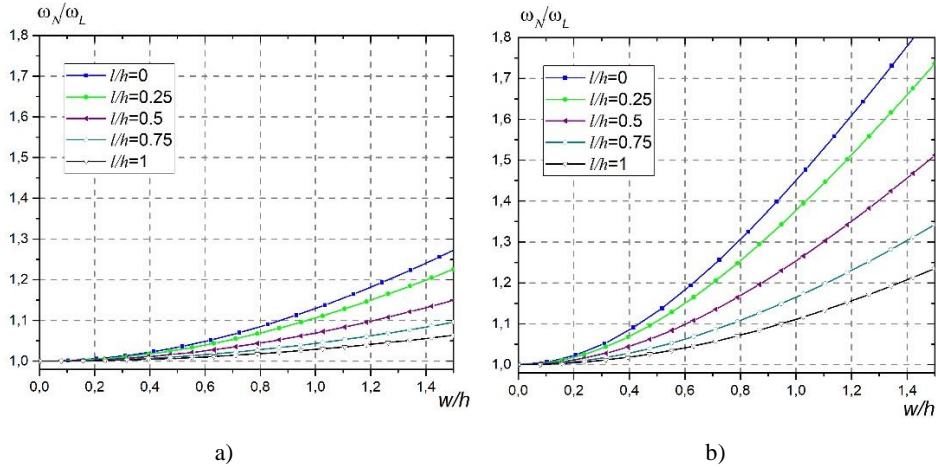 ω_N/ω_L
1,8
1,7
1,6
1,5
1,4
1,3
1,2
1,1
1,0
l/h=0
l/h=0.25
l/h=0.5
l/h=0.75
l/h=1
0,0 0,2 0,4 0,6 0,8 1,0 1,2 1,4
w/h
a)
ω_N/ω_L
1,8
1,7
1,6
1,5
1,4
1,3
1,2
1,1
1,0
l/h=0
l/h=0.25
l/h=0.5
l/h=0.75
l/h=1
0,0 0,2 0,4 0,6 0,8 1,0 1,2 1,4
w/h
b)